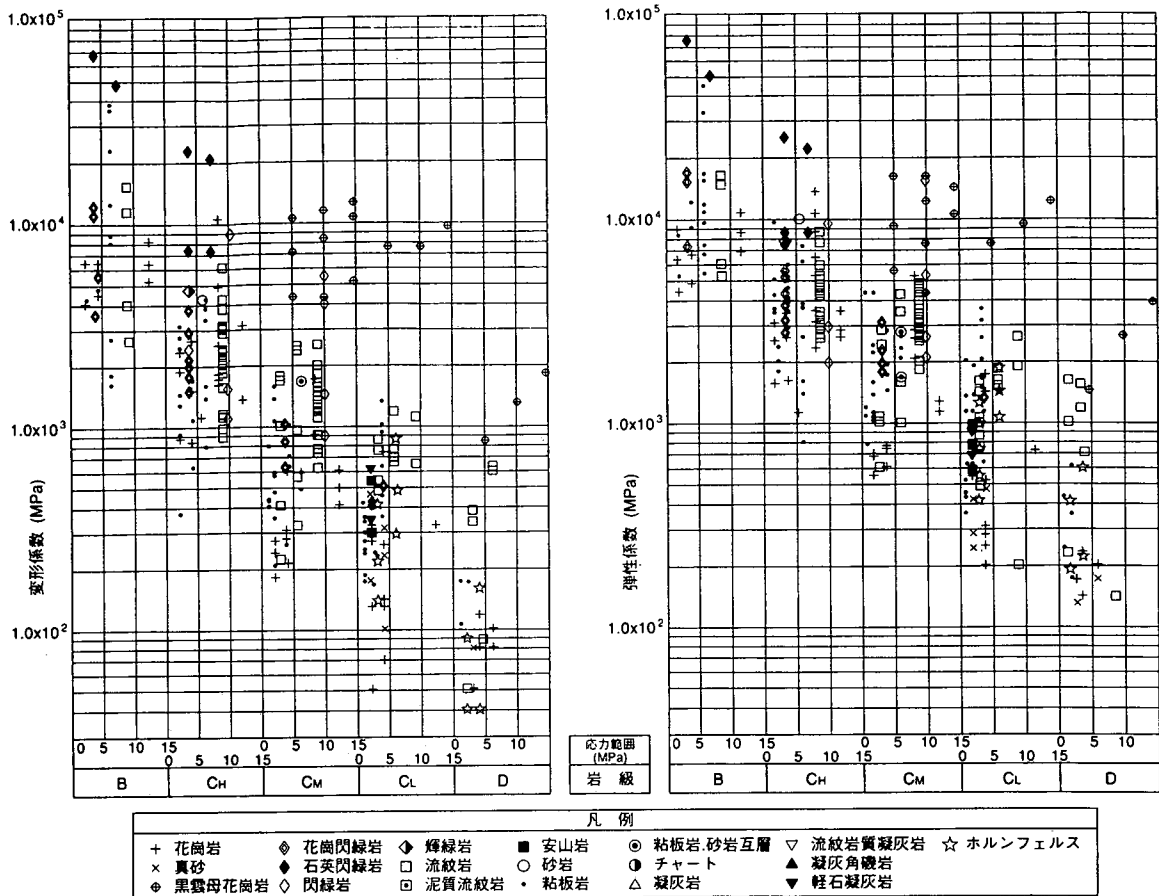 1.0x10⁵
1.0x10⁴
1.0x10³
1.0x10²
変形係数 (MPa)
0 5 10 15
0 5 10 15
0 5 10 15
0 5 10 15
0 5 10
B CH CM CL D
応力範囲
(MPa)
岩 級
1.0x10⁵
1.0x10⁴
1.0x10³
1.0x10²
弾性係数 (MPa)
0 5 10 15
0 5 10 15
0 5 10 15
0 5 10 15
0 5 10
B CH CM CL D
凡 例
+ 花崗岩
× 真砂
⊕ 黒雲母花崗岩
花崗閃緑岩
◆ 石英閃緑岩
◇ 閃緑岩
輝緑岩
□ 流紋岩
泥質流紋岩
■ 安山岩
○ 砂岩
• 粘板岩
◉ 粘板岩.砂岩互層
◑ チャート
△ 凝灰岩
▽ 流紋岩質凝灰岩
▲ 凝灰角礫岩
▼ 軽石凝灰岩
☆ ホルンフェルス